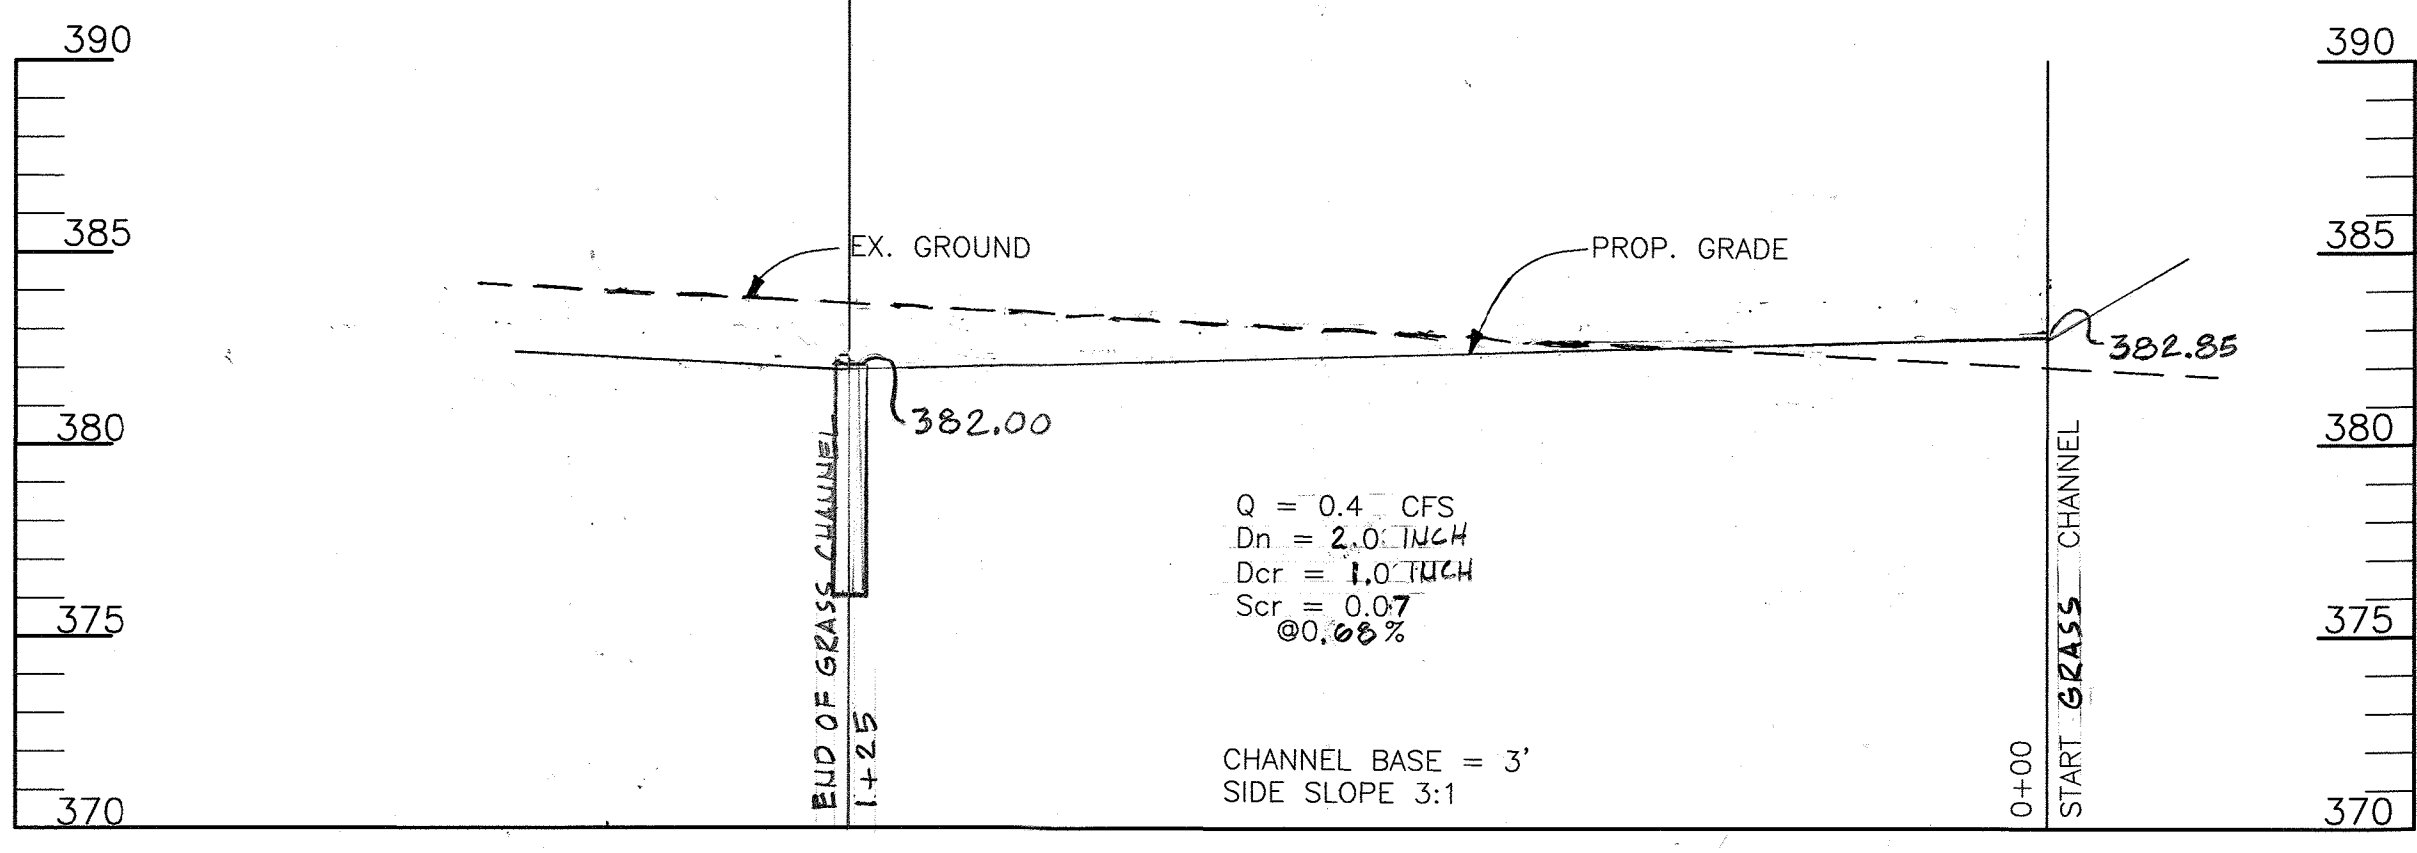 390
390
385
EX. GROUND
PROP. GRADE
385
382.85
380
382.00
380
Q = 0.4 CFS
Dn = 2.0 INCH
Dcr = 1.0 INCH
Scr = 0.07
@0.68%
375
375
END OF GRASS CHANNEL
1+25
CHANNEL BASE = 3'
SIDE SLOPE 3:1
0+00
START GRASS CHANNEL
370
370